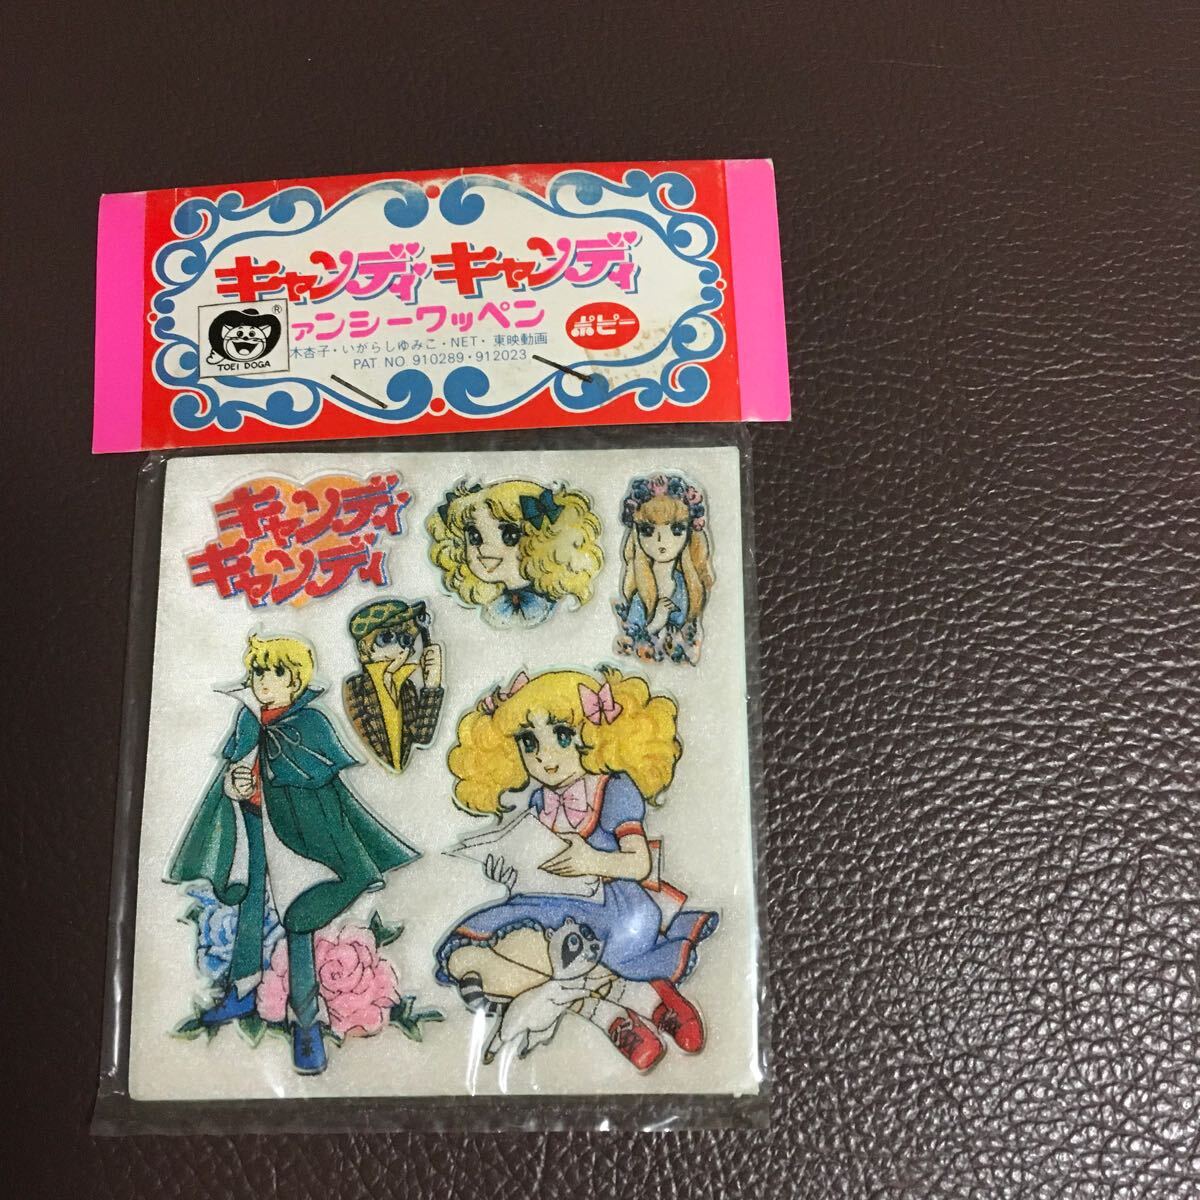 キャンディ・キャンディ
ァンシーワッペン
ポピー
®
TOEI DOGA
木杏子・いがらしゆみこ・NET・東映動画
PAT. NO. 910289・912023
キャンディ
キャンディ